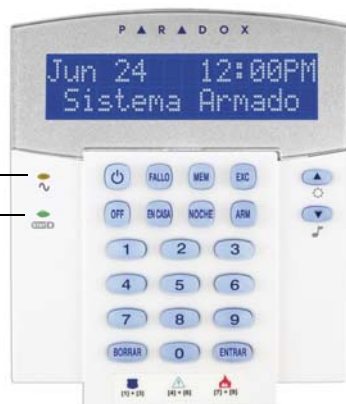 PARADOX
Jun 24 12:00PM
Sistema Armado
FALLO MEM EXC
OFF EN CASA NOCHE ARM
1 2 3
4 5 6
7 8 9
BORRAR 0 ENTRAR
[1] + [3] [4] + [6] [7] + [9]